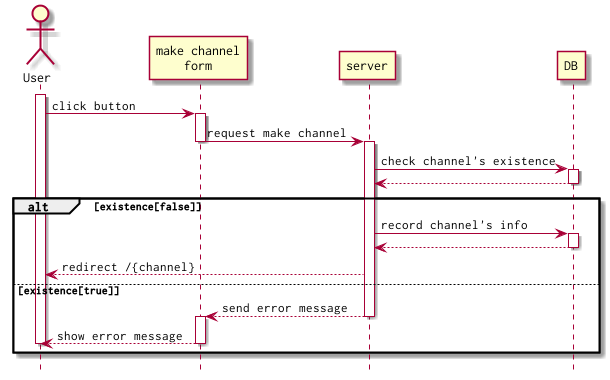 make channel
form
server
DB
User
click button
request make channel
check channel's existence
alt
[existence[false]]
record channel's info
redirect /{channel}
[existence[true]]
send error message
show error message